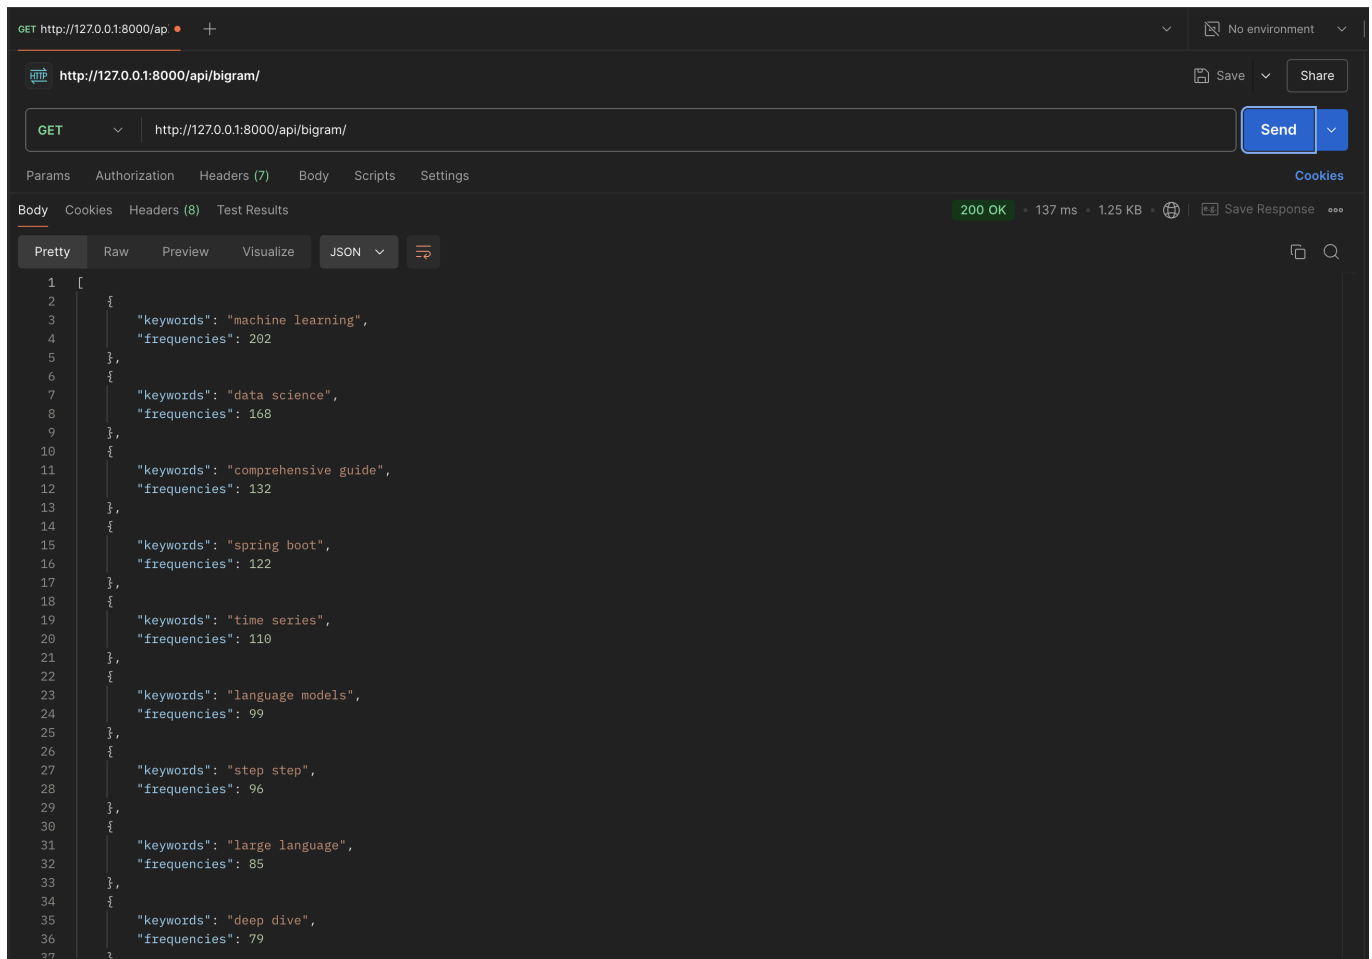 GET http://127.0.0.1:8000/ap
No environment
HTTP http://127.0.0.1:8000/api/bigram/
Save
Share
GET http://127.0.0.1:8000/api/bigram/
Send
Params Authorization Headers (7) Body Scripts Settings
Cookies
Body Cookies Headers (8) Test Results
200 OK 137 ms 1.25 KB e.g. Save Response
Pretty Raw Preview Visualize JSON
1 [
2 {
3 "keywords": "machine learning",
4 "frequencies": 202
5 },
6 {
7 "keywords": "data science",
8 "frequencies": 168
9 },
10 {
11 "keywords": "comprehensive guide",
12 "frequencies": 132
13 },
14 {
15 "keywords": "spring boot",
16 "frequencies": 122
17 },
18 {
19 "keywords": "time series",
20 "frequencies": 110
21 },
22 {
23 "keywords": "language models",
24 "frequencies": 99
25 },
26 {
27 "keywords": "step step",
28 "frequencies": 96
29 },
30 {
31 "keywords": "large language",
32 "frequencies": 85
33 },
34 {
35 "keywords": "deep dive",
36 "frequencies": 79
37 }